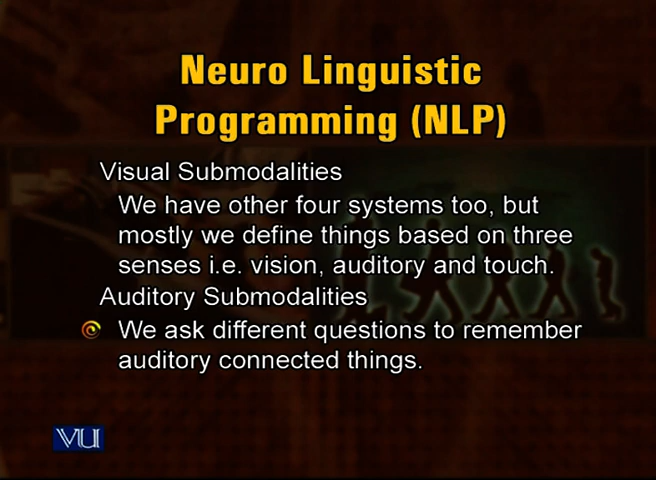 Neuro Linguistic
Programming (NLP)
Visual Submodalities
We have other four systems too, but
mostly we define things based on three
senses i.e. vision, auditory and touch.
Auditory Submodalities
We ask different questions to remember
auditory connected things.
VU